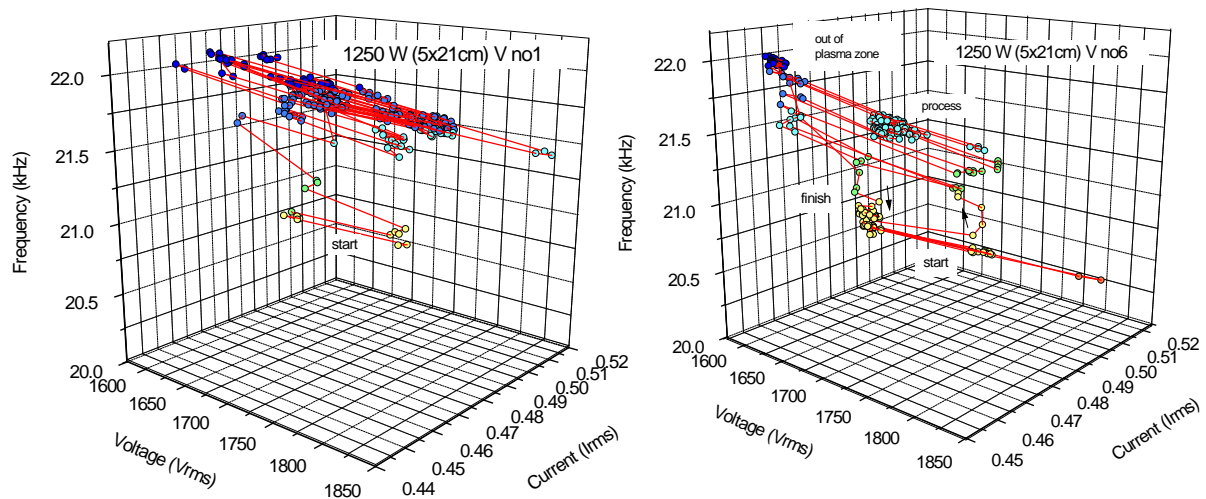 1250 W (5x21cm) V no1
22.0
21.5
21.0
20.5
20.0
Frequency (kHz)
start
1600
1650
1700
1750
1800
1850
Voltage (Vrms)
0.44
0.45
0.46
0.47
0.48
0.49
0.50
0.51
0.52
Current (Irms)
out of
plasma zone
1250 W (5x21cm) V no6
process
22.0
21.5
21.0
20.5
20.0
Frequency (kHz)
finish
start
1600
1650
1700
1750
1800
1850
Voltage (Vrms)
0.45
0.46
0.47
0.48
0.49
0.50
0.51
0.52
Current (Irms)